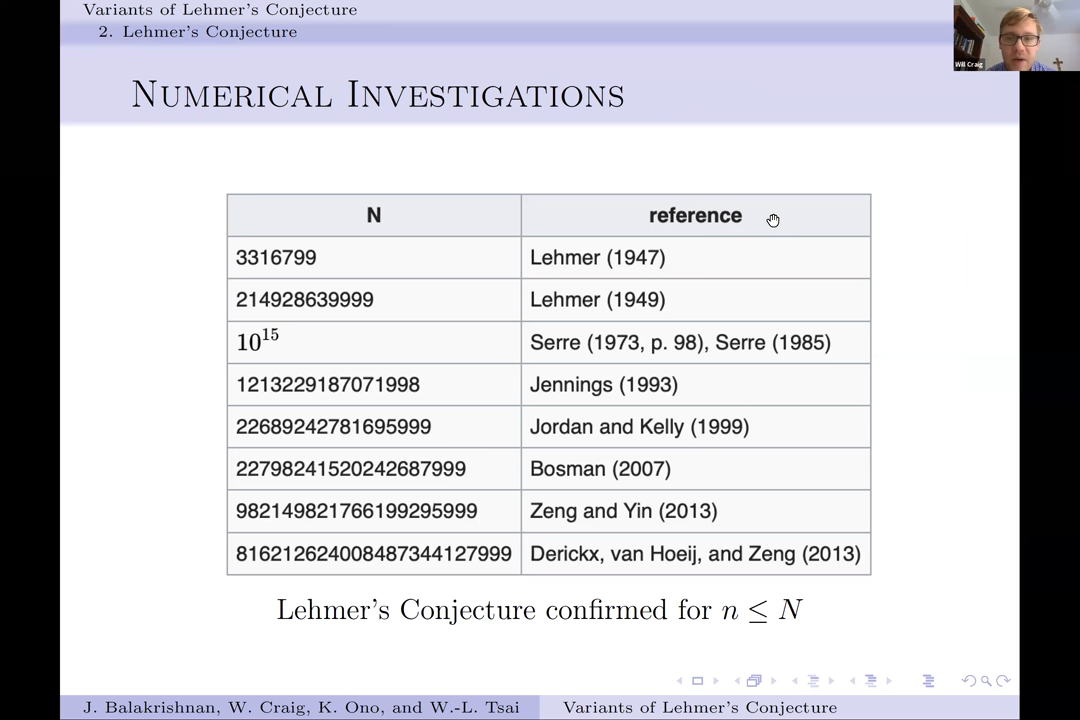 Variants of Lehmer's Conjecture
2. Lehmer's Conjecture
Will Craig
NUMERICAL INVESTIGATIONS
N reference
3316799 Lehmer (1947)
214928639999 Lehmer (1949)
10¹⁵ Serre (1973, p. 98), Serre (1985)
1213229187071998 Jennings (1993)
22689242781695999 Jordan and Kelly (1999)
22798241520242687999 Bosman (2007)
982149821766199295999 Zeng and Yin (2013)
816212624008487344127999 Derickx, van Hoeij, and Zeng (2013)
Lehmer's Conjecture confirmed for n ≤ N
J. Balakrishnan, W. Craig, K. Ono, and W.-L. Tsai Variants of Lehmer's Conjecture